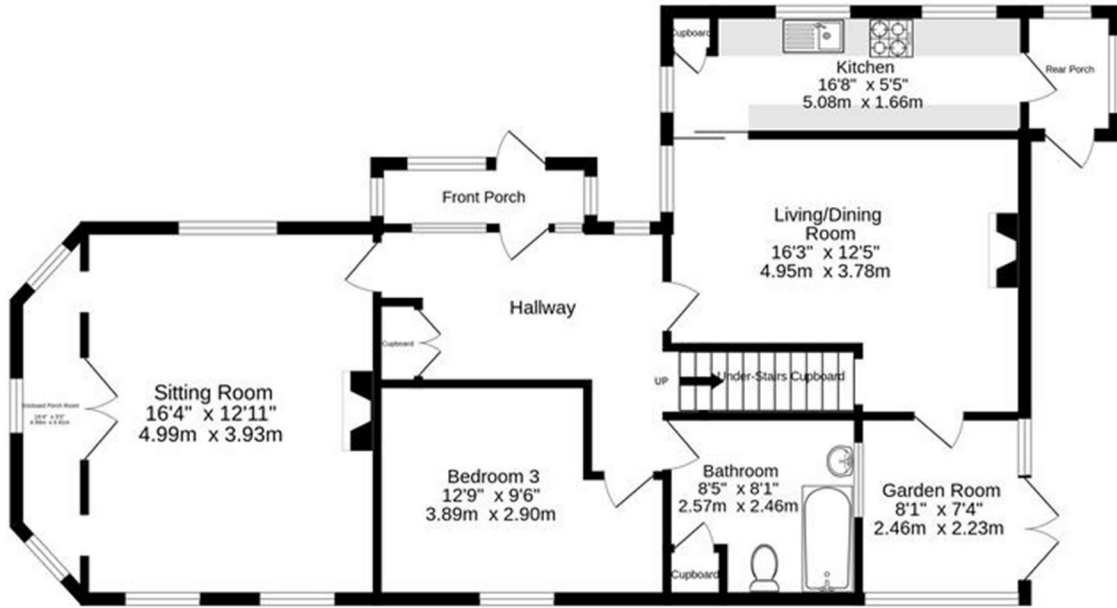 Cupboard
Kitchen
16'8" x 5'5"
5.08m x 1.66m
Rear Porch
Front Porch
Living/Dining
Room
16'3" x 12'5"
4.95m x 3.78m
Hallway
Cupboard
UP
Under-Stairs Cupboard
Sitting Room
16'4" x 12'11"
4.99m x 3.93m
Enclosed Porch Room
Bedroom 3
12'9" x 9'6"
3.89m x 2.90m
Bathroom
8'5" x 8'1"
2.57m x 2.46m
Cupboard
Garden Room
8'1" x 7'4"
2.46m x 2.23m